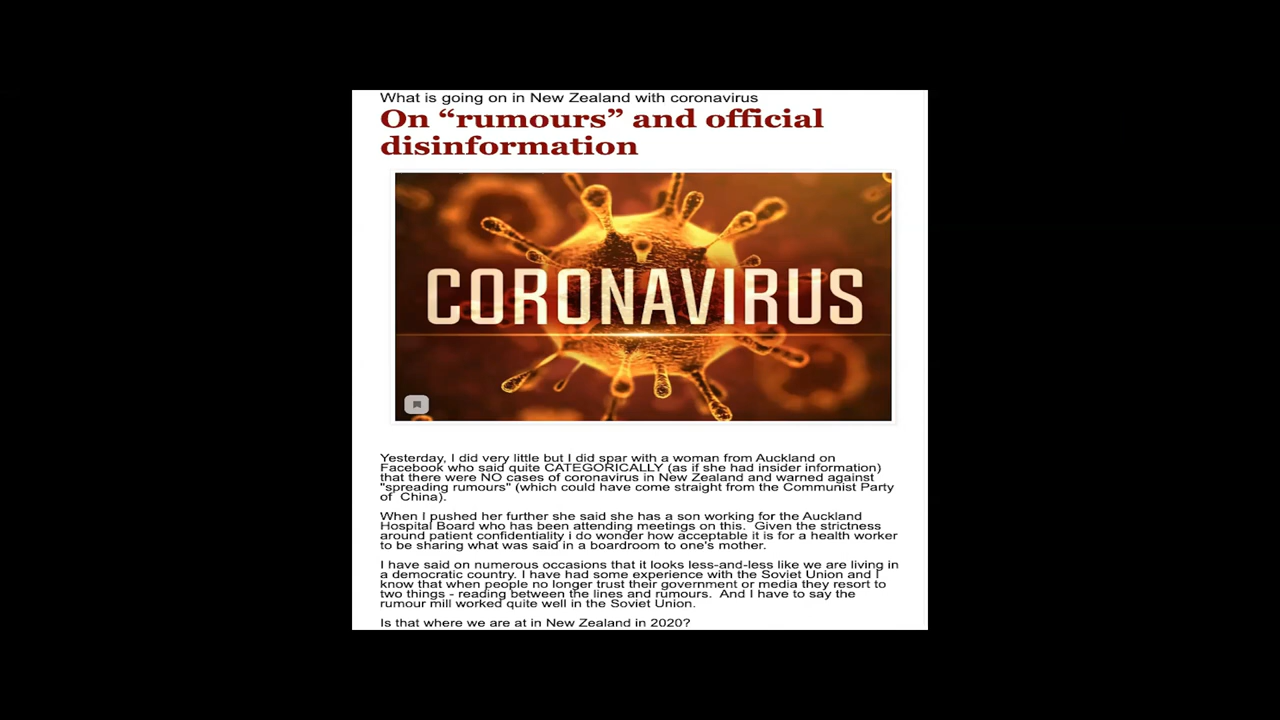 What is going on in New Zealand with coronavirus
On “rumours” and official
disinformation
CORONAVIRUS
Yesterday, I did very little but I did spar with a woman from Auckland on
Facebook who said quite CATEGORICALLY (as if she had insider information)
that there were NO cases of coronavirus in New Zealand and warned against
"spreading rumours" (which could have come straight from the Communist Party
of China).
When I pushed her further she said she has a son working for the Auckland
Hospital Board who has been attending meetings on this. Given the strictness
around patient confidentiality i do wonder how acceptable it is for a health worker
to be sharing what was said in a boardroom to one's mother.
I have said on numerous occasions that it looks less-and-less like we are living in
a democratic country. I have had some experience with the Soviet Union and I
know that when people no longer trust their government or media they resort to
two things - reading between the lines and rumours. And I have to say the
rumour mill worked quite well in the Soviet Union.
Is that where we are at in New Zealand in 2020?